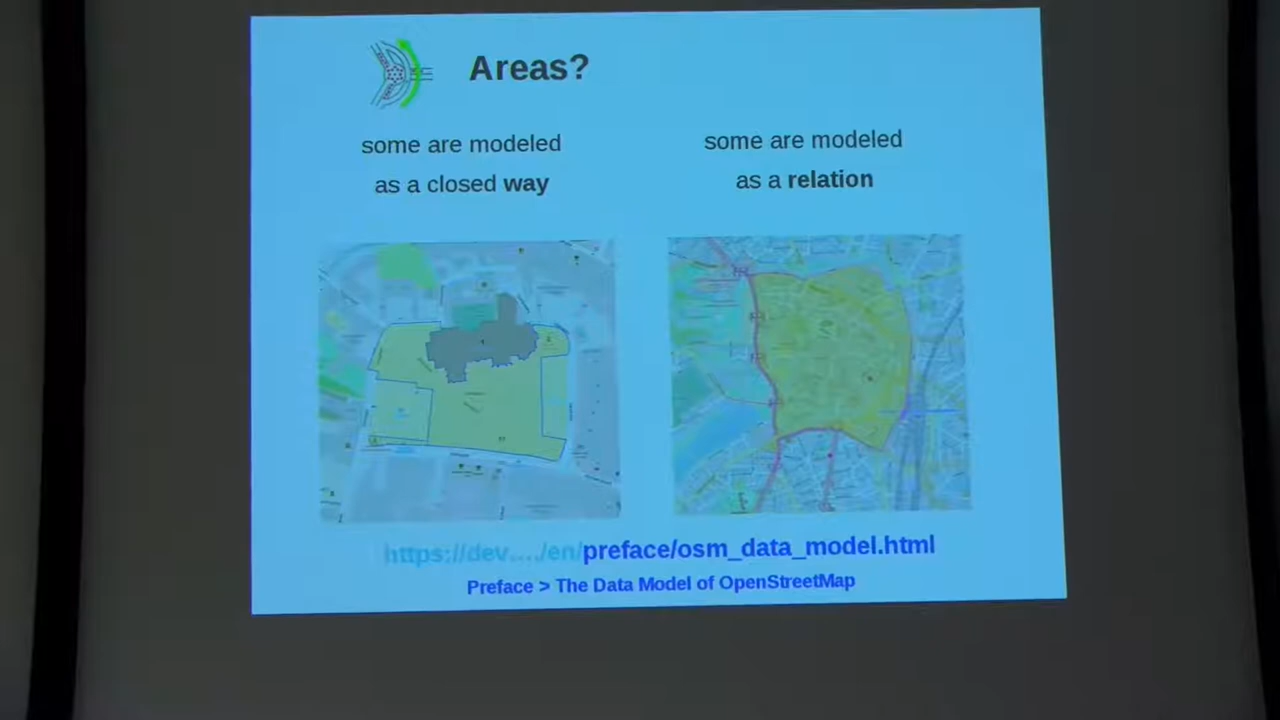 Areas?
some are modeled
as a closed way
some are modeled
as a relation
https://dev..../en/preface/osm_data_model.html
Preface > The Data Model of OpenStreetMap